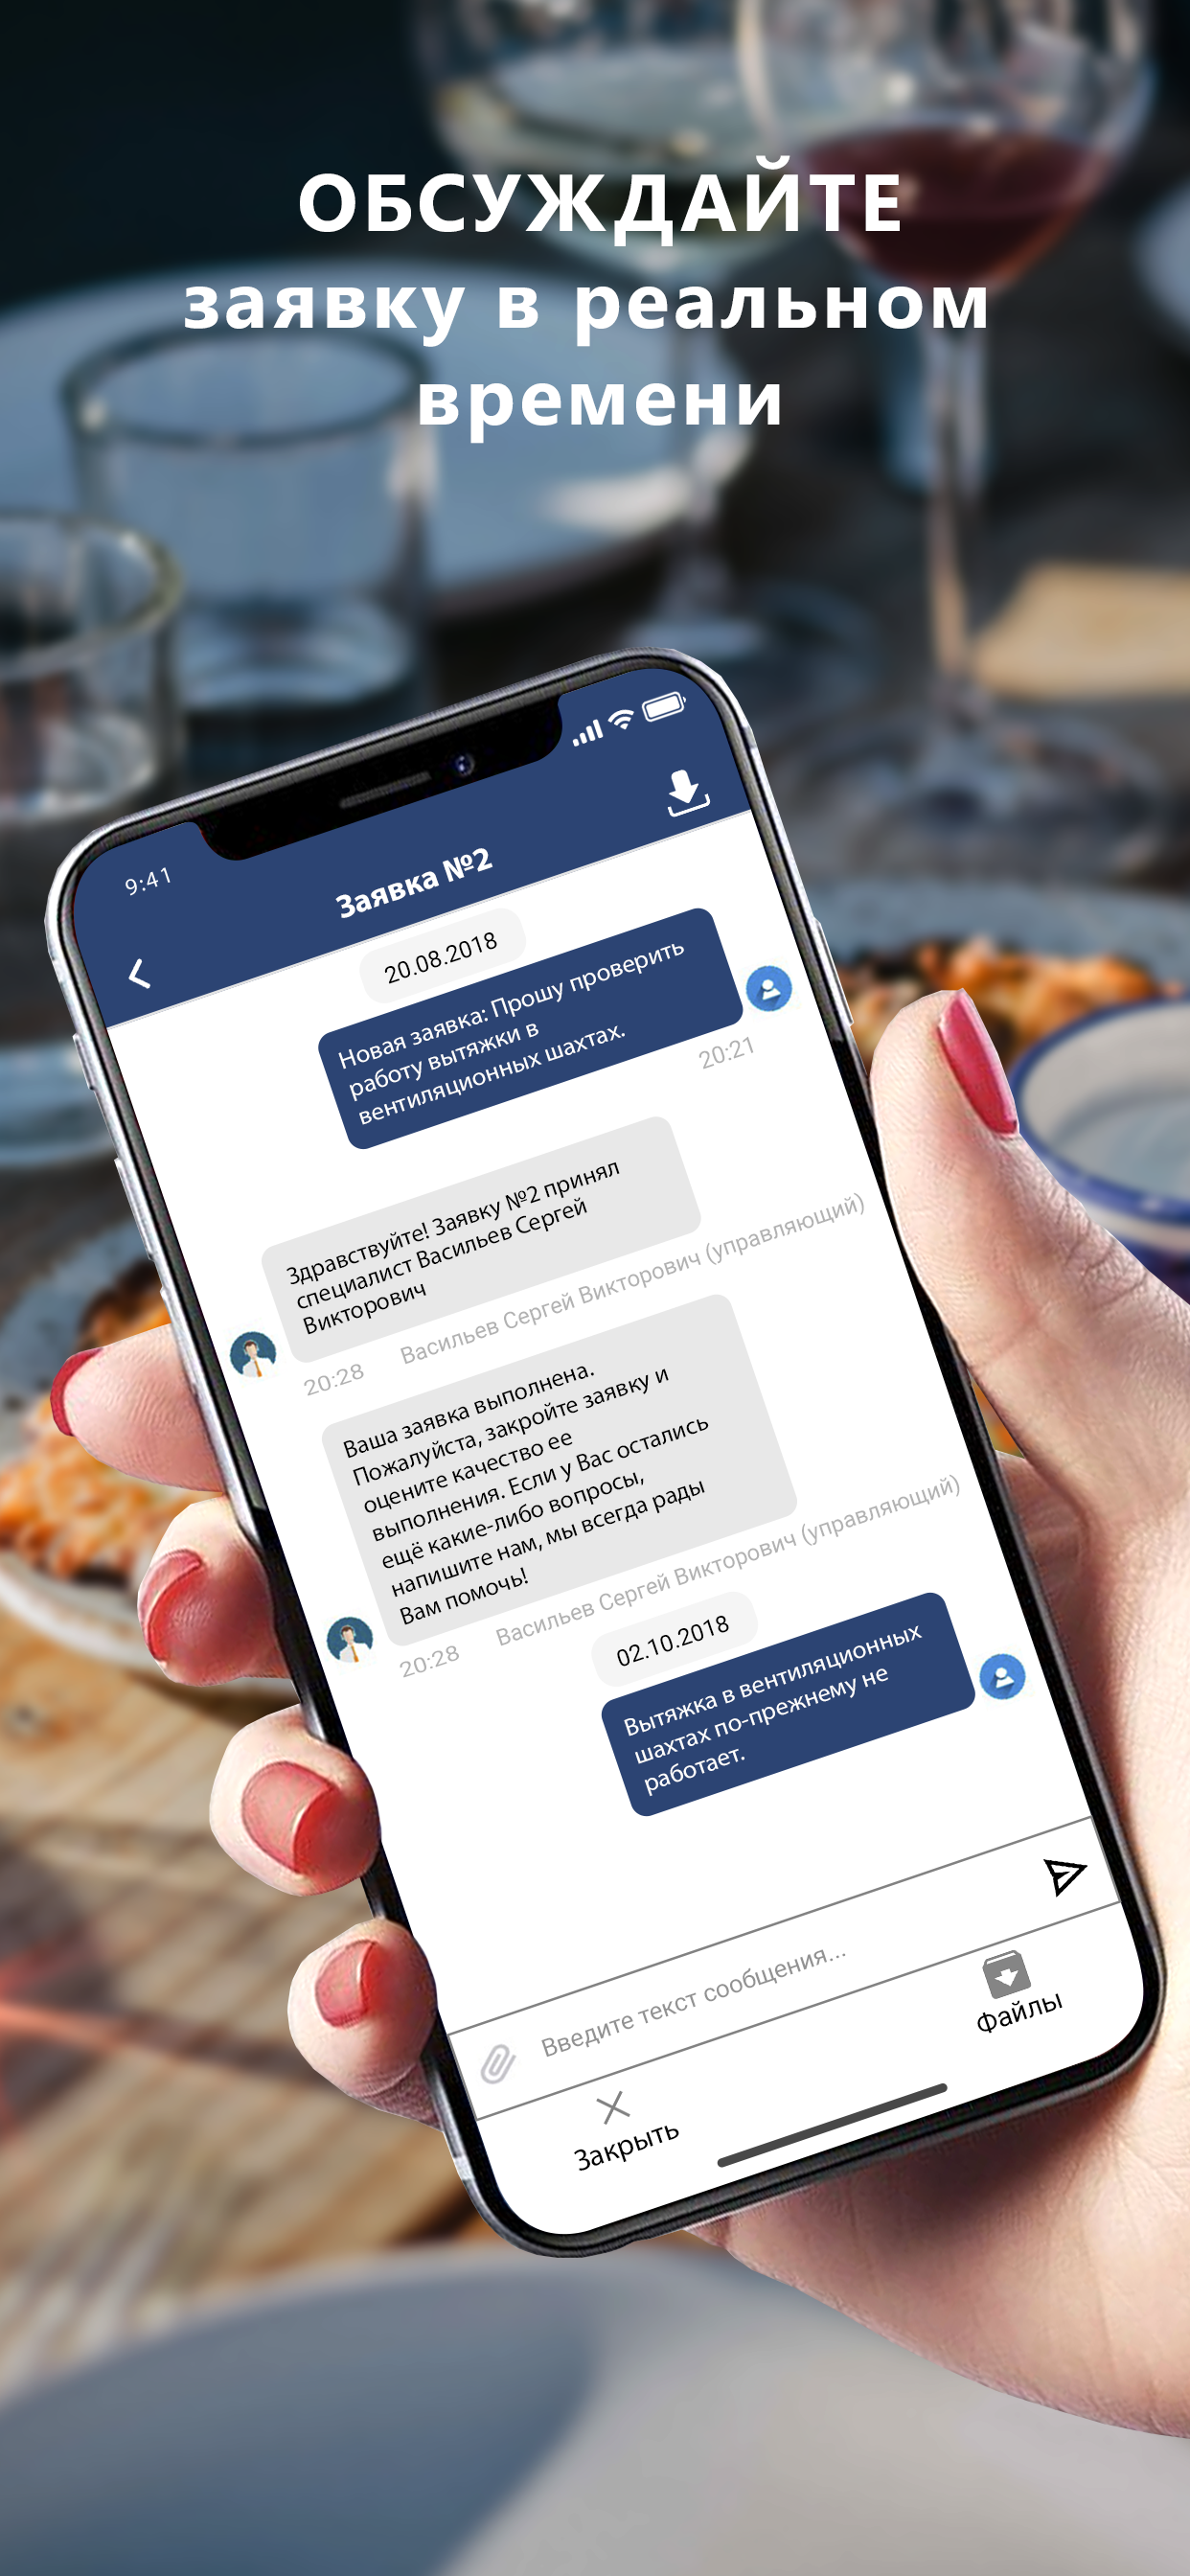 ОБСУЖДАЙТЕ
заявку в реальном
времени
9:41
Заявка №2
20.08.2018
Новая заявка: Прошу проверить
работу вытяжки в
вентиляционных шахтах.
20:21
Здравствуйте! Заявку №2 принял
специалист Васильев Сергей
Викторович
20:28 Васильев Сергей Викторович (управляющий)
Ваша заявка выполнена.
Пожалуйста, закройте заявку и
оцените качество ее
выполнения. Если у Вас остались
ещё какие-либо вопросы,
напишите нам, мы всегда рады
Вам помочь!
20:28 Васильев Сергей Викторович (управляющий)
02.10.2018
Вытяжка в вентиляционных
шахтах по-прежнему не
работает.
Введите текст сообщения...
Закрыть
Файлы